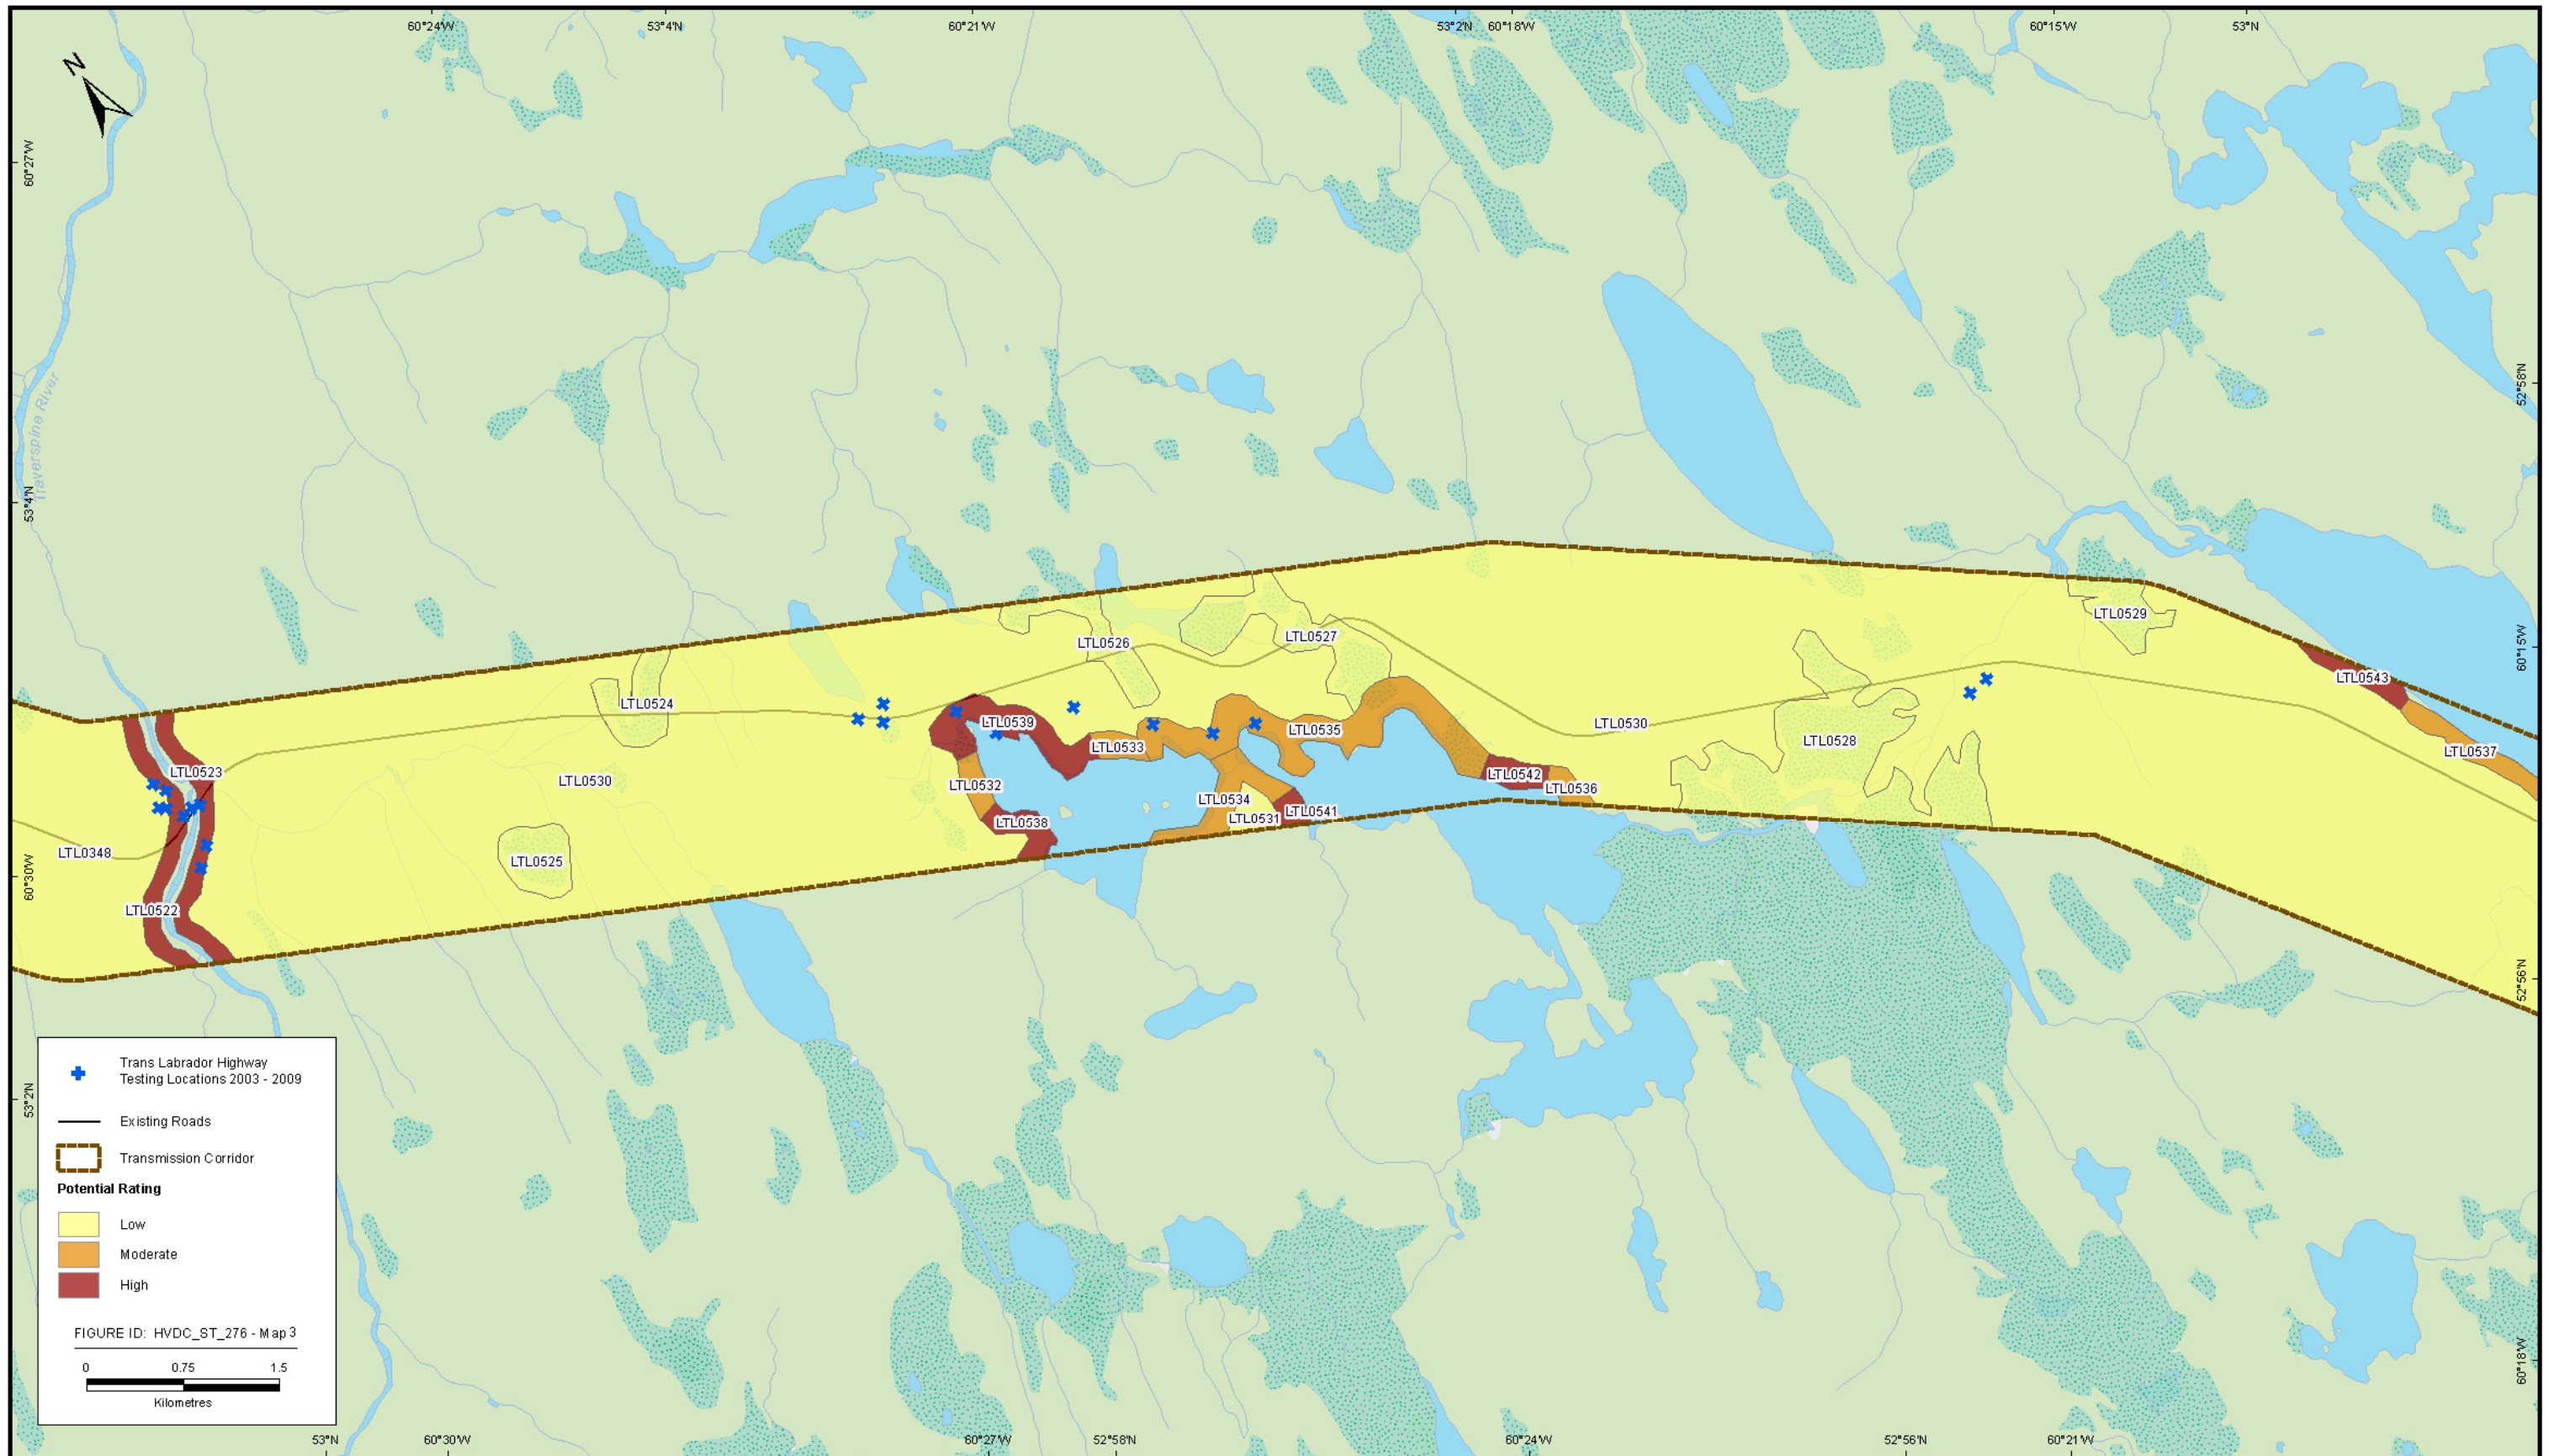 60°24'W
53°4'N
60°21'W
53°2'N
60°18'W
60°15'W
53°N
N
60°27'W
52°58'N
Traverspine River
53°4'N
LTL0529
60°15'W
LTL0527
LTL0526
LTL0543
LTL0524
LTL0539
LTL0530
LTL0535
LTL0528
LTL0533
LTL0537
LTL0523
LTL0542
LTL0530
LTL0532
LTL0536
LTL0534
LTL0541
LTL0531
LTL0538
LTL0348
LTL0525
60°30'W
LTL0522
52°56'N
Trans Labrador Highway
Testing Locations 2003 - 2009
53°2'N
Existing Roads
Transmission Corridor
Potential Rating
Low
Moderate
High
FIGURE ID: HVDC_ST_276 - Map 3
0 0.75 1.5
Kilometres
60°18'W
53°N
60°30'W
60°27'W
52°58'N
60°24'W
52°56'N
60°21'W